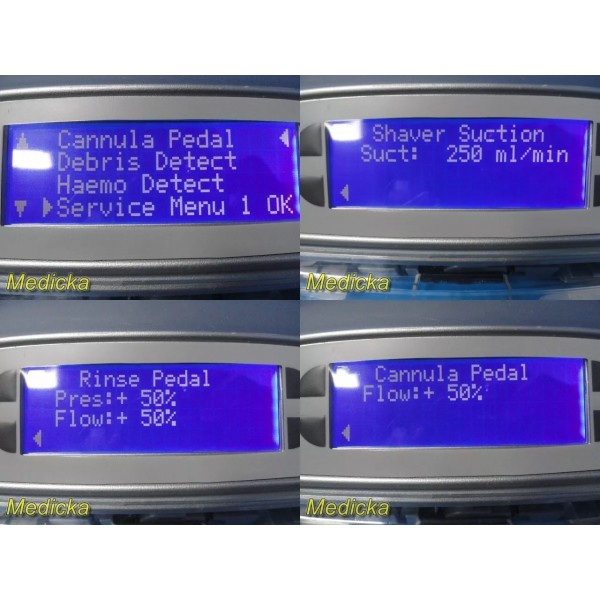 Cannula Pedal
Debris Detect
Haemo Detect
Service Menu 1 OK
Medicka
Shaver Suction
Suct: 250 ml/min
Medicka
Rinse Pedal
Pres:+ 50%
Flow:+ 50%
Medicka
Cannula Pedal
Flow:+ 50%
Medicka